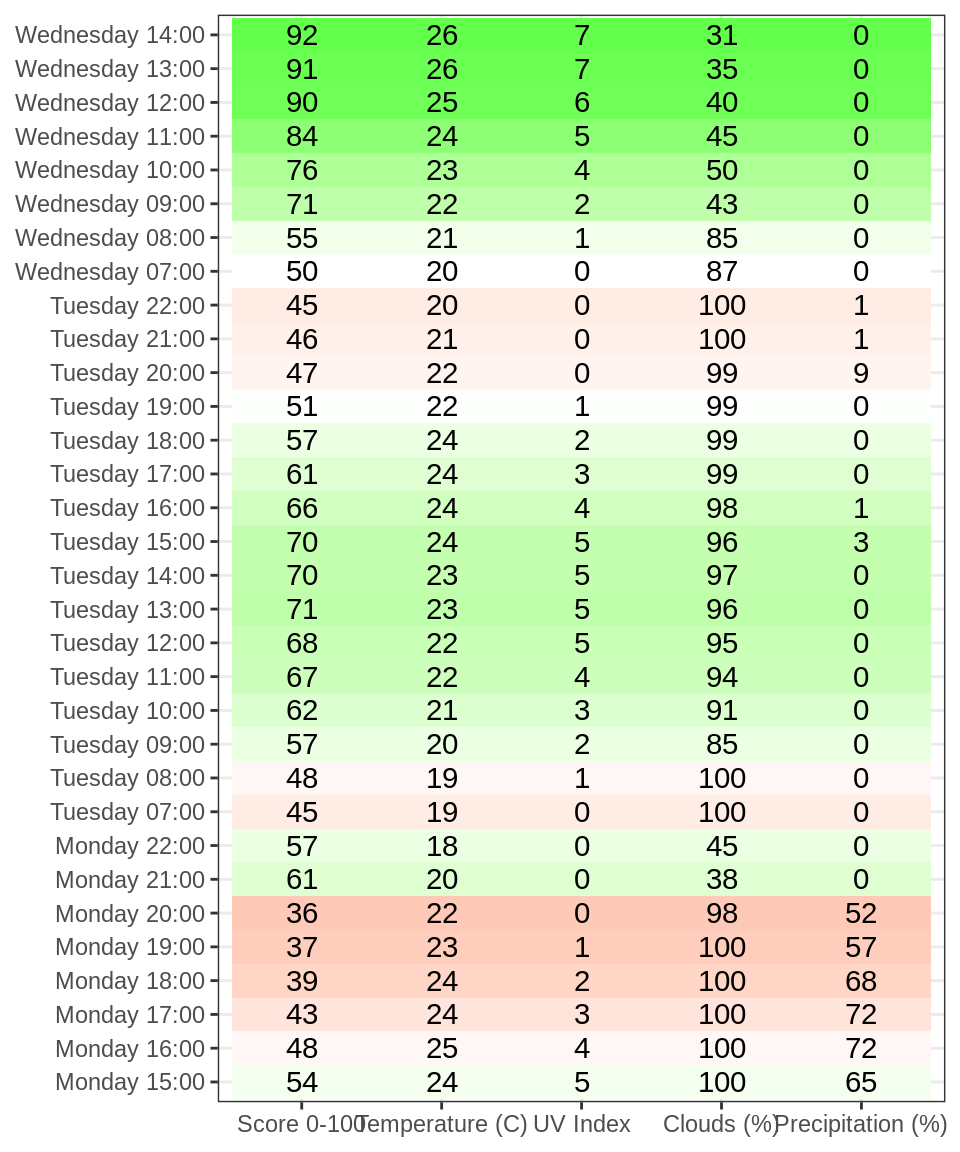 Wednesday 14:00 92 26 7 31 0
Wednesday 13:00 91 26 7 35 0
Wednesday 12:00 90 25 6 40 0
Wednesday 11:00 84 24 5 45 0
Wednesday 10:00 76 23 4 50 0
Wednesday 09:00 71 22 2 43 0
Wednesday 08:00 55 21 1 85 0
Wednesday 07:00 50 20 0 87 0
Tuesday 22:00 45 20 0 100 1
Tuesday 21:00 46 21 0 100 1
Tuesday 20:00 47 22 0 99 9
Tuesday 19:00 51 22 1 99 0
Tuesday 18:00 57 24 2 99 0
Tuesday 17:00 61 24 3 99 0
Tuesday 16:00 66 24 4 98 1
Tuesday 15:00 70 24 5 96 3
Tuesday 14:00 70 23 5 97 0
Tuesday 13:00 71 23 5 96 0
Tuesday 12:00 68 22 5 95 0
Tuesday 11:00 67 22 4 94 0
Tuesday 10:00 62 21 3 91 0
Tuesday 09:00 57 20 2 85 0
Tuesday 08:00 48 19 1 100 0
Tuesday 07:00 45 19 0 100 0
Monday 22:00 57 18 0 45 0
Monday 21:00 61 20 0 38 0
Monday 20:00 36 22 0 98 52
Monday 19:00 37 23 1 100 57
Monday 18:00 39 24 2 100 68
Monday 17:00 43 24 3 100 72
Monday 16:00 48 25 4 100 72
Monday 15:00 54 24 5 100 65
Score 0-100 Temperature (C) UV Index Clouds (%) Precipitation (%)